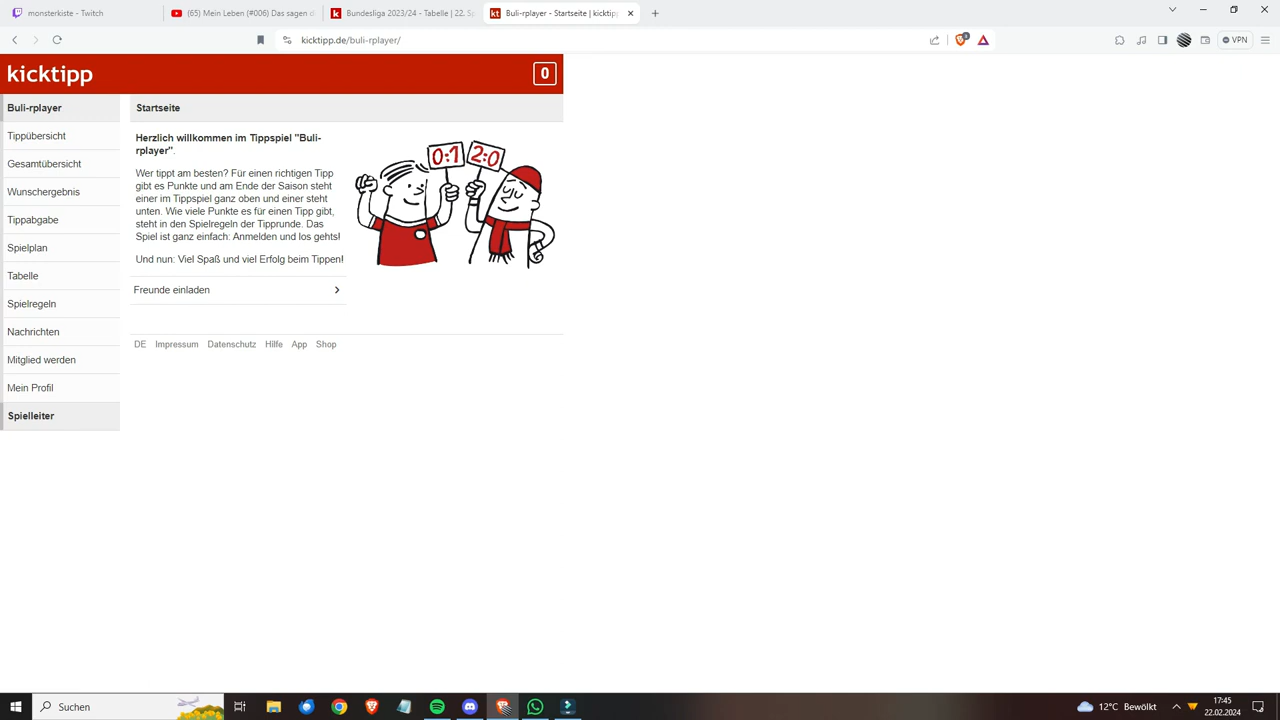 monsterkiste - Twitch
(65) Mein Leben (#006) Das sagen d
Bundesliga 2023/24 - Tabelle | 22. S
Buli-rplayer - Startseite | kicktipp
kicktipp.de/buli-rplayer/
VPN
kicktipp
0
Buli-rplayer
Tippübersicht
Gesamtübersicht
Wunschergebnis
Tippabgabe
Spielplan
Tabelle
Spielregeln
Nachrichten
Mitglied werden
Mein Profil
Spielleiter
Startseite
Herzlich willkommen im Tippspiel "Buli-
rplayer".
Wer tippt am besten? Für einen richtigen Tipp
gibt es Punkte und am Ende der Saison steht
einer im Tippspiel ganz oben und einer steht
unten. Wie viele Punkte es für einen Tipp gibt,
steht in den Spielregeln der Tipprunde. Das
Spiel ist ganz einfach: Anmelden und los gehts!
Und nun: Viel Spaß und viel Erfolg beim Tippen!
0:1 2:0
Freunde einladen
DE Impressum Datenschutz Hilfe App Shop
Suchen
12°C Bewölkt
17:45
22.02.2024